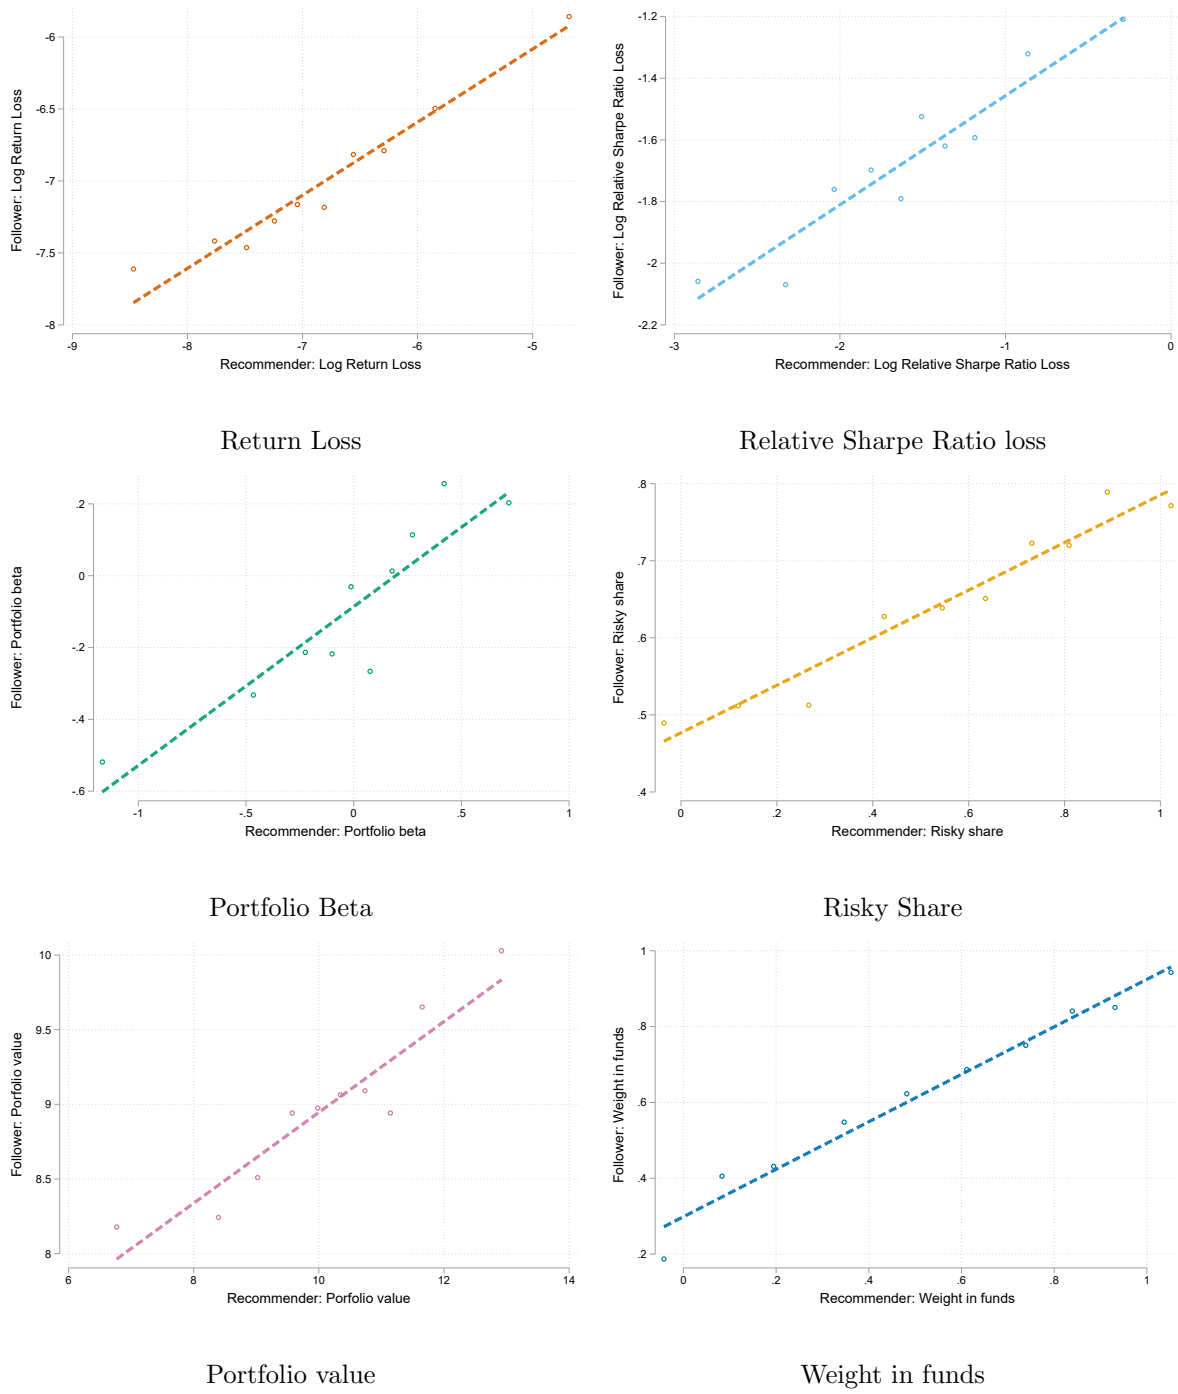 -6
-6.5
-7
-7.5
-8
Follower: Log Return Loss
-9 -8 -7 -6 -5
Recommender: Log Return Loss
Return Loss
-1.2
-1.4
-1.6
-1.8
-2
-2.2
Follower: Log Relative Sharpe Ratio Loss
-3 -2 -1 0
Recommender: Log Relative Sharpe Ratio Loss
Relative Sharpe Ratio loss
.2
0
-.2
-.4
-.6
Follower: Portfolio beta
-1 -.5 0 .5 1
Recommender: Portfolio beta
Portfolio Beta
.8
.7
.6
.5
.4
Follower: Risky share
0 .2 .4 .6 .8 1
Recommender: Risky share
Risky Share
10
9.5
9
8.5
8
Follower: Porfolio value
6 8 10 12 14
Recommender: Porfolio value
Portfolio value
1
.8
.6
.4
.2
Follower: Weight in funds
0 .2 .4 .6 .8 1
Recommender: Weight in funds
Weight in funds